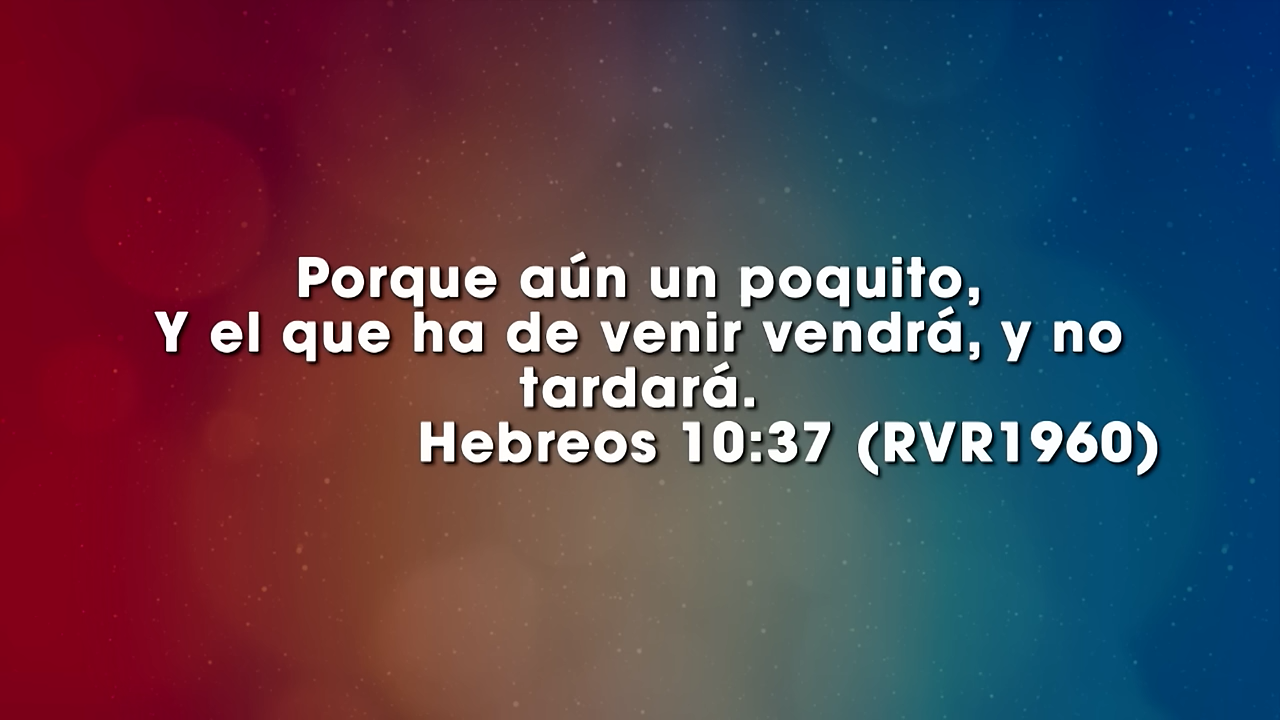 Porque aún un poquito,
Y el que ha de venir vendrá, y no
tardará.
Hebreos 10:37 (RVR1960)